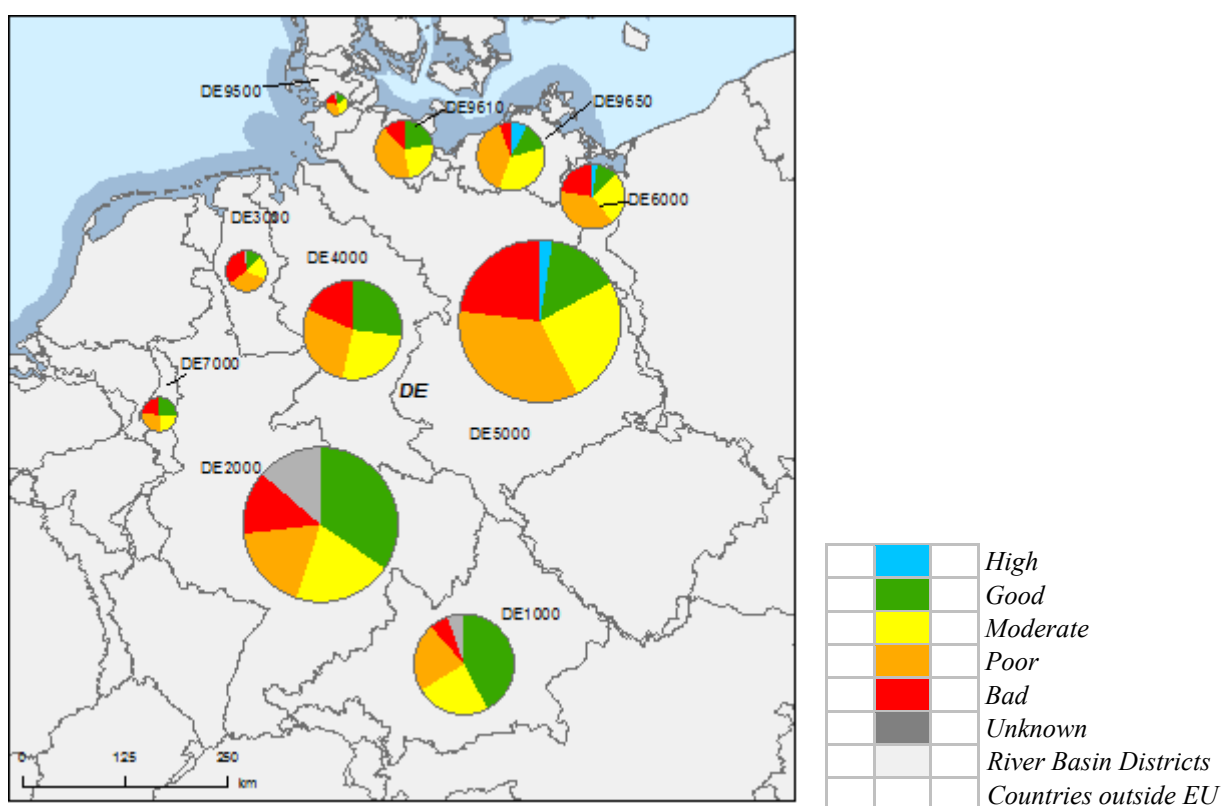 DE9500
DE9610
DE9650
DE6000
DE3000
DE4000
DE7000
DE
DE5000
DE2000
DE1000
0 125 250
km
High
Good
Moderate
Poor
Bad
Unknown
River Basin Districts
Countries outside EU